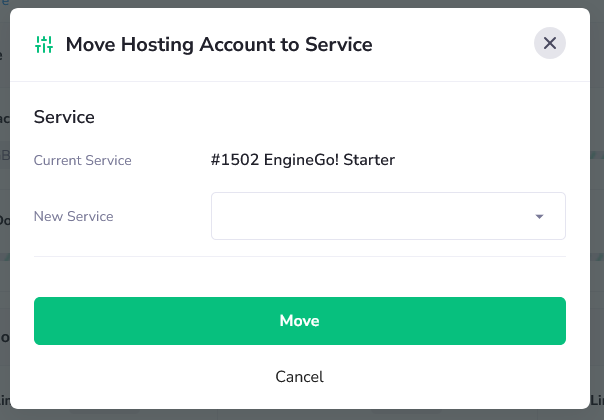 Move Hosting Account to Service
Service
Current Service #1502 EngineGo! Starter
New Service
Move
Cancel